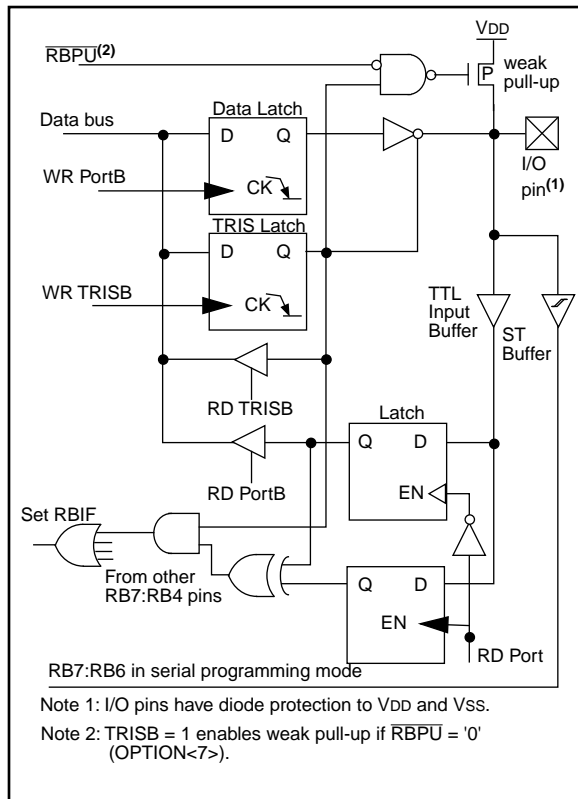 VDD
RBPU(2)
weak
pull-up
P
Data Latch
Data bus
D
Q
I/O
pin(1)
WR PortB
CK
TRIS Latch
D
Q
WR TRISB
CK
TTL
Input
Buffer
ST
Buffer
RD TRISB
Latch
Q
D
RD PortB
EN
Set RBIF
From other
RB7:RB4 pins
Q
D
EN
RD Port
RB7:RB6 in serial programming mode
Note 1: I/O pins have diode protection to VDD and VSS.
Note 2: TRISB = 1 enables weak pull-up if RBPU = '0'
(OPTION<7>).